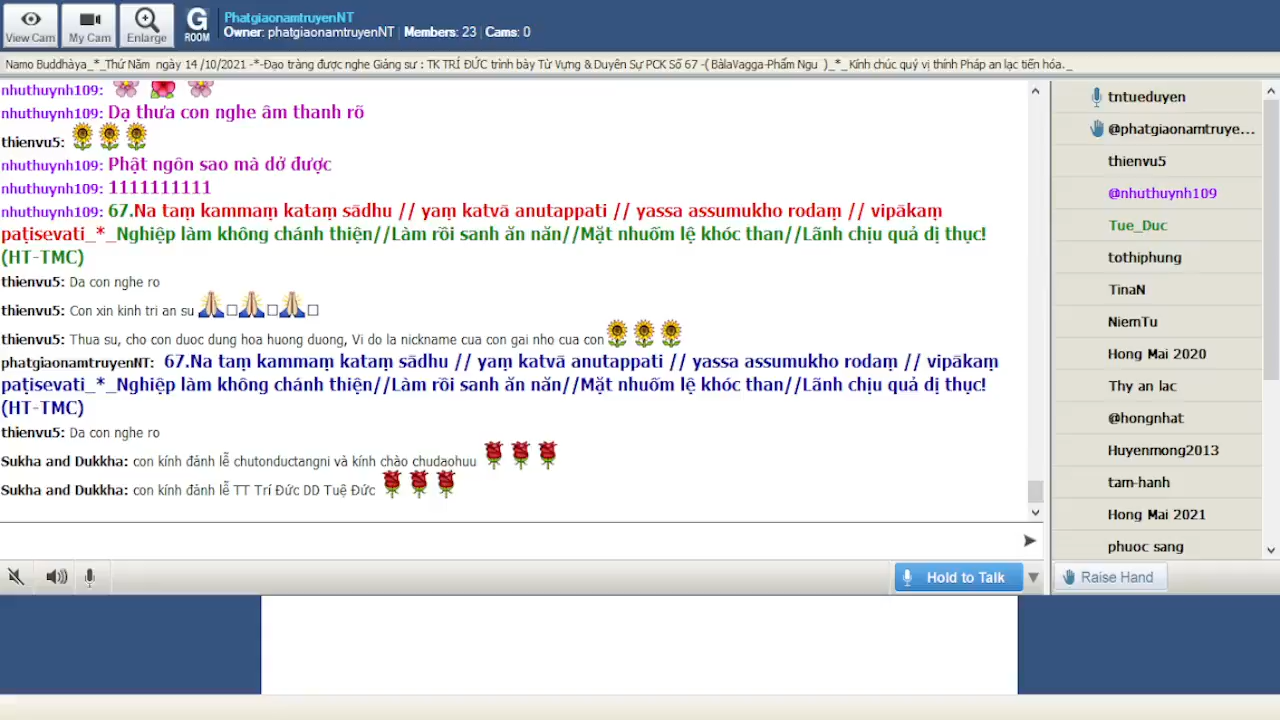 View Cam
My Cam
Enlarge
G ROOM
PhatgiaonamtruyenNT
Owner: phatgiaonamtruyenNT | Members: 23 | Cams: 0
Namo Buddhàya_*_Thứ Năm ngày 14 /10/2021 -*-Đạo tràng được nghe Giảng sư : TK TRÍ ĐỨC trình bày Từ Vựng & Duyên Sự PCK Số 67 -( BàlaVagga-Phẩm Ngu )_*_ Kính chúc quý vị thính Pháp an lạc tiến hóa._
nhuthuynh109:
nhuthuynh109: Dạ thưa con nghe âm thanh rõ
thienvu5:
nhuthuynh109: Phật ngôn sao mà dở được
nhuthuynh109: 1111111111
nhuthuynh109: 67.Na taṃ kammaṃ kataṃ sādhu // yaṃ katvā anutappati // yassa assumukho rodaṃ // vipākaṃ
paṭisevati_*_Nghiệp làm không chánh thiện//Làm rồi sanh ăn năn//Mặt nhuốm lệ khóc than//Lãnh chịu quả dị thục!
(HT-TMC)
thienvu5: Da con nghe ro
thienvu5: Con xin kinh tri an su
thienvu5: Thua su, cho con duoc dung hoa huong duong, Vi do la nickname cua con gai nho cua con
phatgiaonamtruyenNT: 67.Na taṃ kammaṃ kataṃ sādhu // yaṃ katvā anutappati // yassa assumukho rodaṃ // vipākaṃ
paṭisevati_*_Nghiệp làm không chánh thiện//Làm rồi sanh ăn năn//Mặt nhuốm lệ khóc than//Lãnh chịu quả dị thục!
(HT-TMC)
thienvu5: Da con nghe ro
Sukha and Dukkha: con kính đảnh lễ chutonductangni và kính chào chudaohuu
Sukha and Dukkha: con kính đảnh lễ TT Trí Đức DD Tuệ Đức
tntueduyen
@phatgiaonamtruye...
thienvu5
@nhuthuynh109
Tue_Duc
tothiphung
TinaN
NiemTu
Hong Mai 2020
Thy an lac
@hongnhat
Huyenmong2013
tam-hanh
Hong Mai 2021
phuoc sang
Hold to Talk
Raise Hand